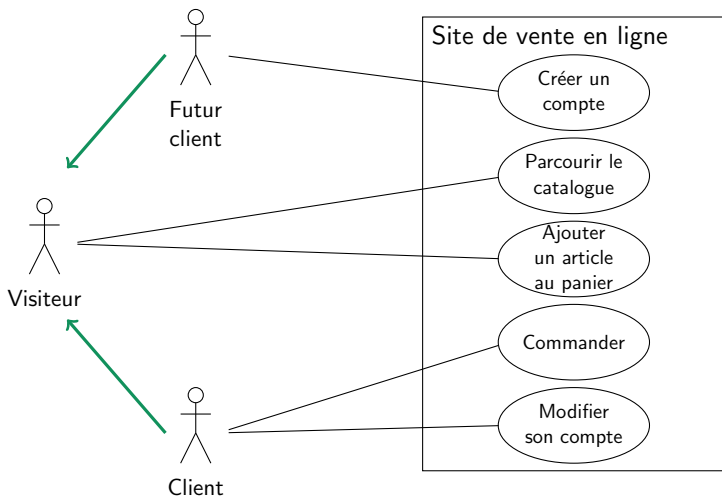 Site de vente en ligne
Futur
client
Créer un
compte
Parcourir le
catalogue
Visiteur
Ajouter
un article
au panier
Commander
Client
Modifier
son compte